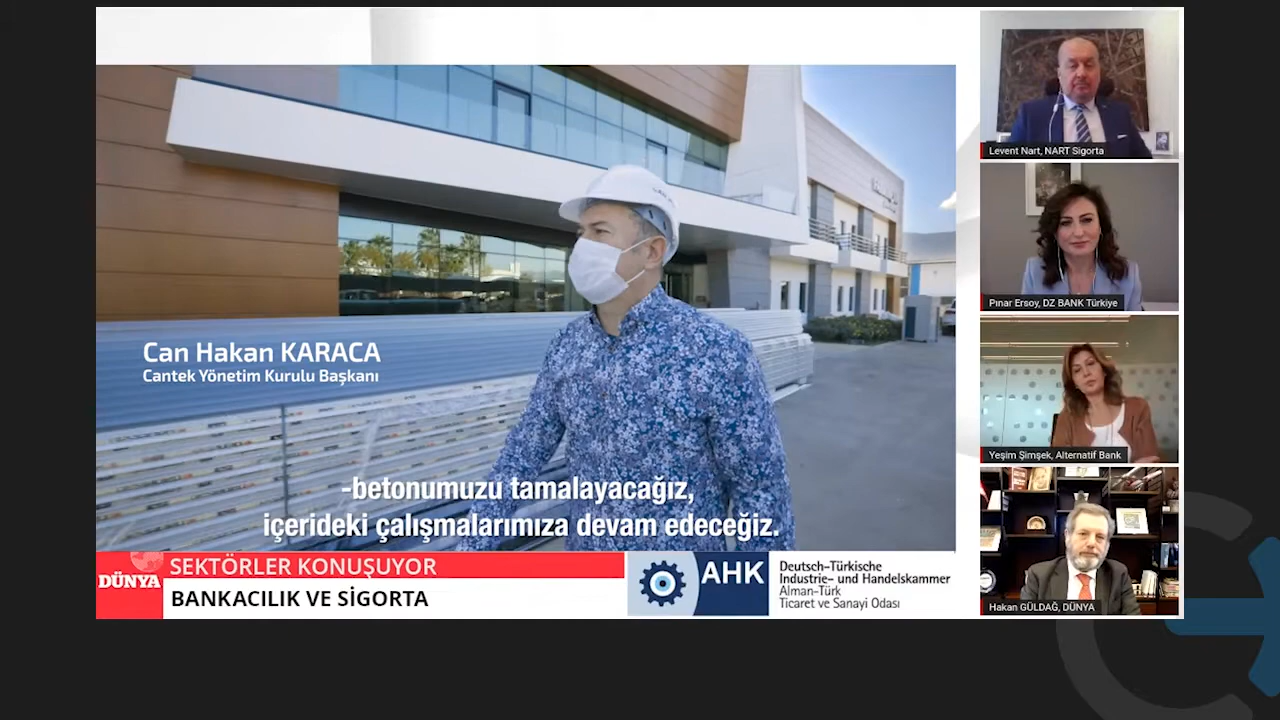 Can Hakan KARACA
Cantek Yönetim Kurulu Başkanı
-betonumuzu tamalayacağız,
içerideki çalışmalarımıza devam edeceğiz.
DÜNYA
SEKTÖRLER KONUŞUYOR
BANKACILIK VE SİGORTA
AHK
Deutsch-Türkische
Industrie- und Handelskammer
Alman-Türk
Ticaret ve Sanayi Odası
Levent Nart, NART Sigorta
Pınar Ersoy, DZ BANK Türkiye
Yeşim Şimşek, Alternatif Bank
Hakan GÜLDAĞ, DÜNYA